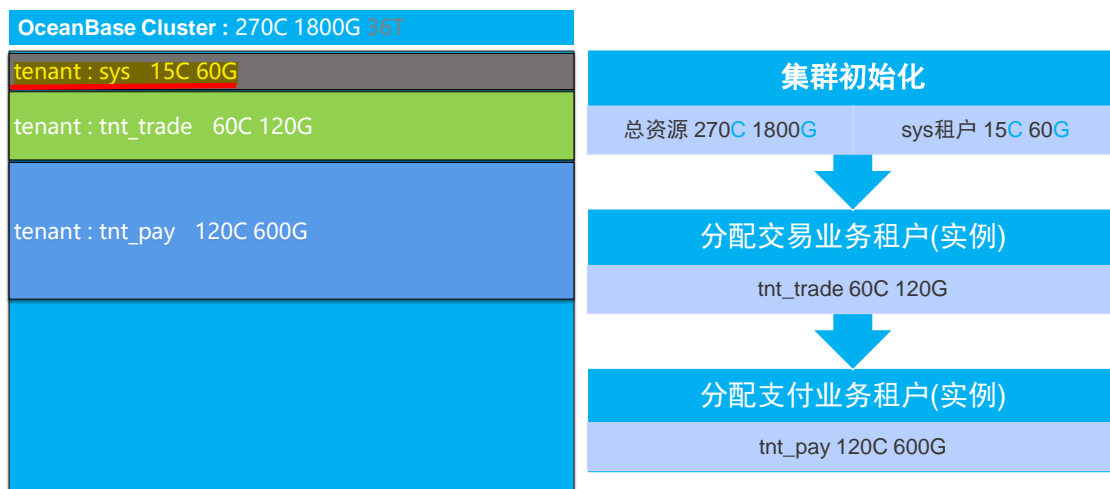 OceanBase Cluster : 270C 1800G 36T
tenant : sys 15C 60G
tenant : tnt_trade 60C 120G
tenant : tnt_pay 120C 600G
集群初始化
总资源 270C 1800G
sys租户 15C 60G
分配交易业务租户(实例)
tnt_trade 60C 120G
分配支付业务租户(实例)
tnt_pay 120C 600G